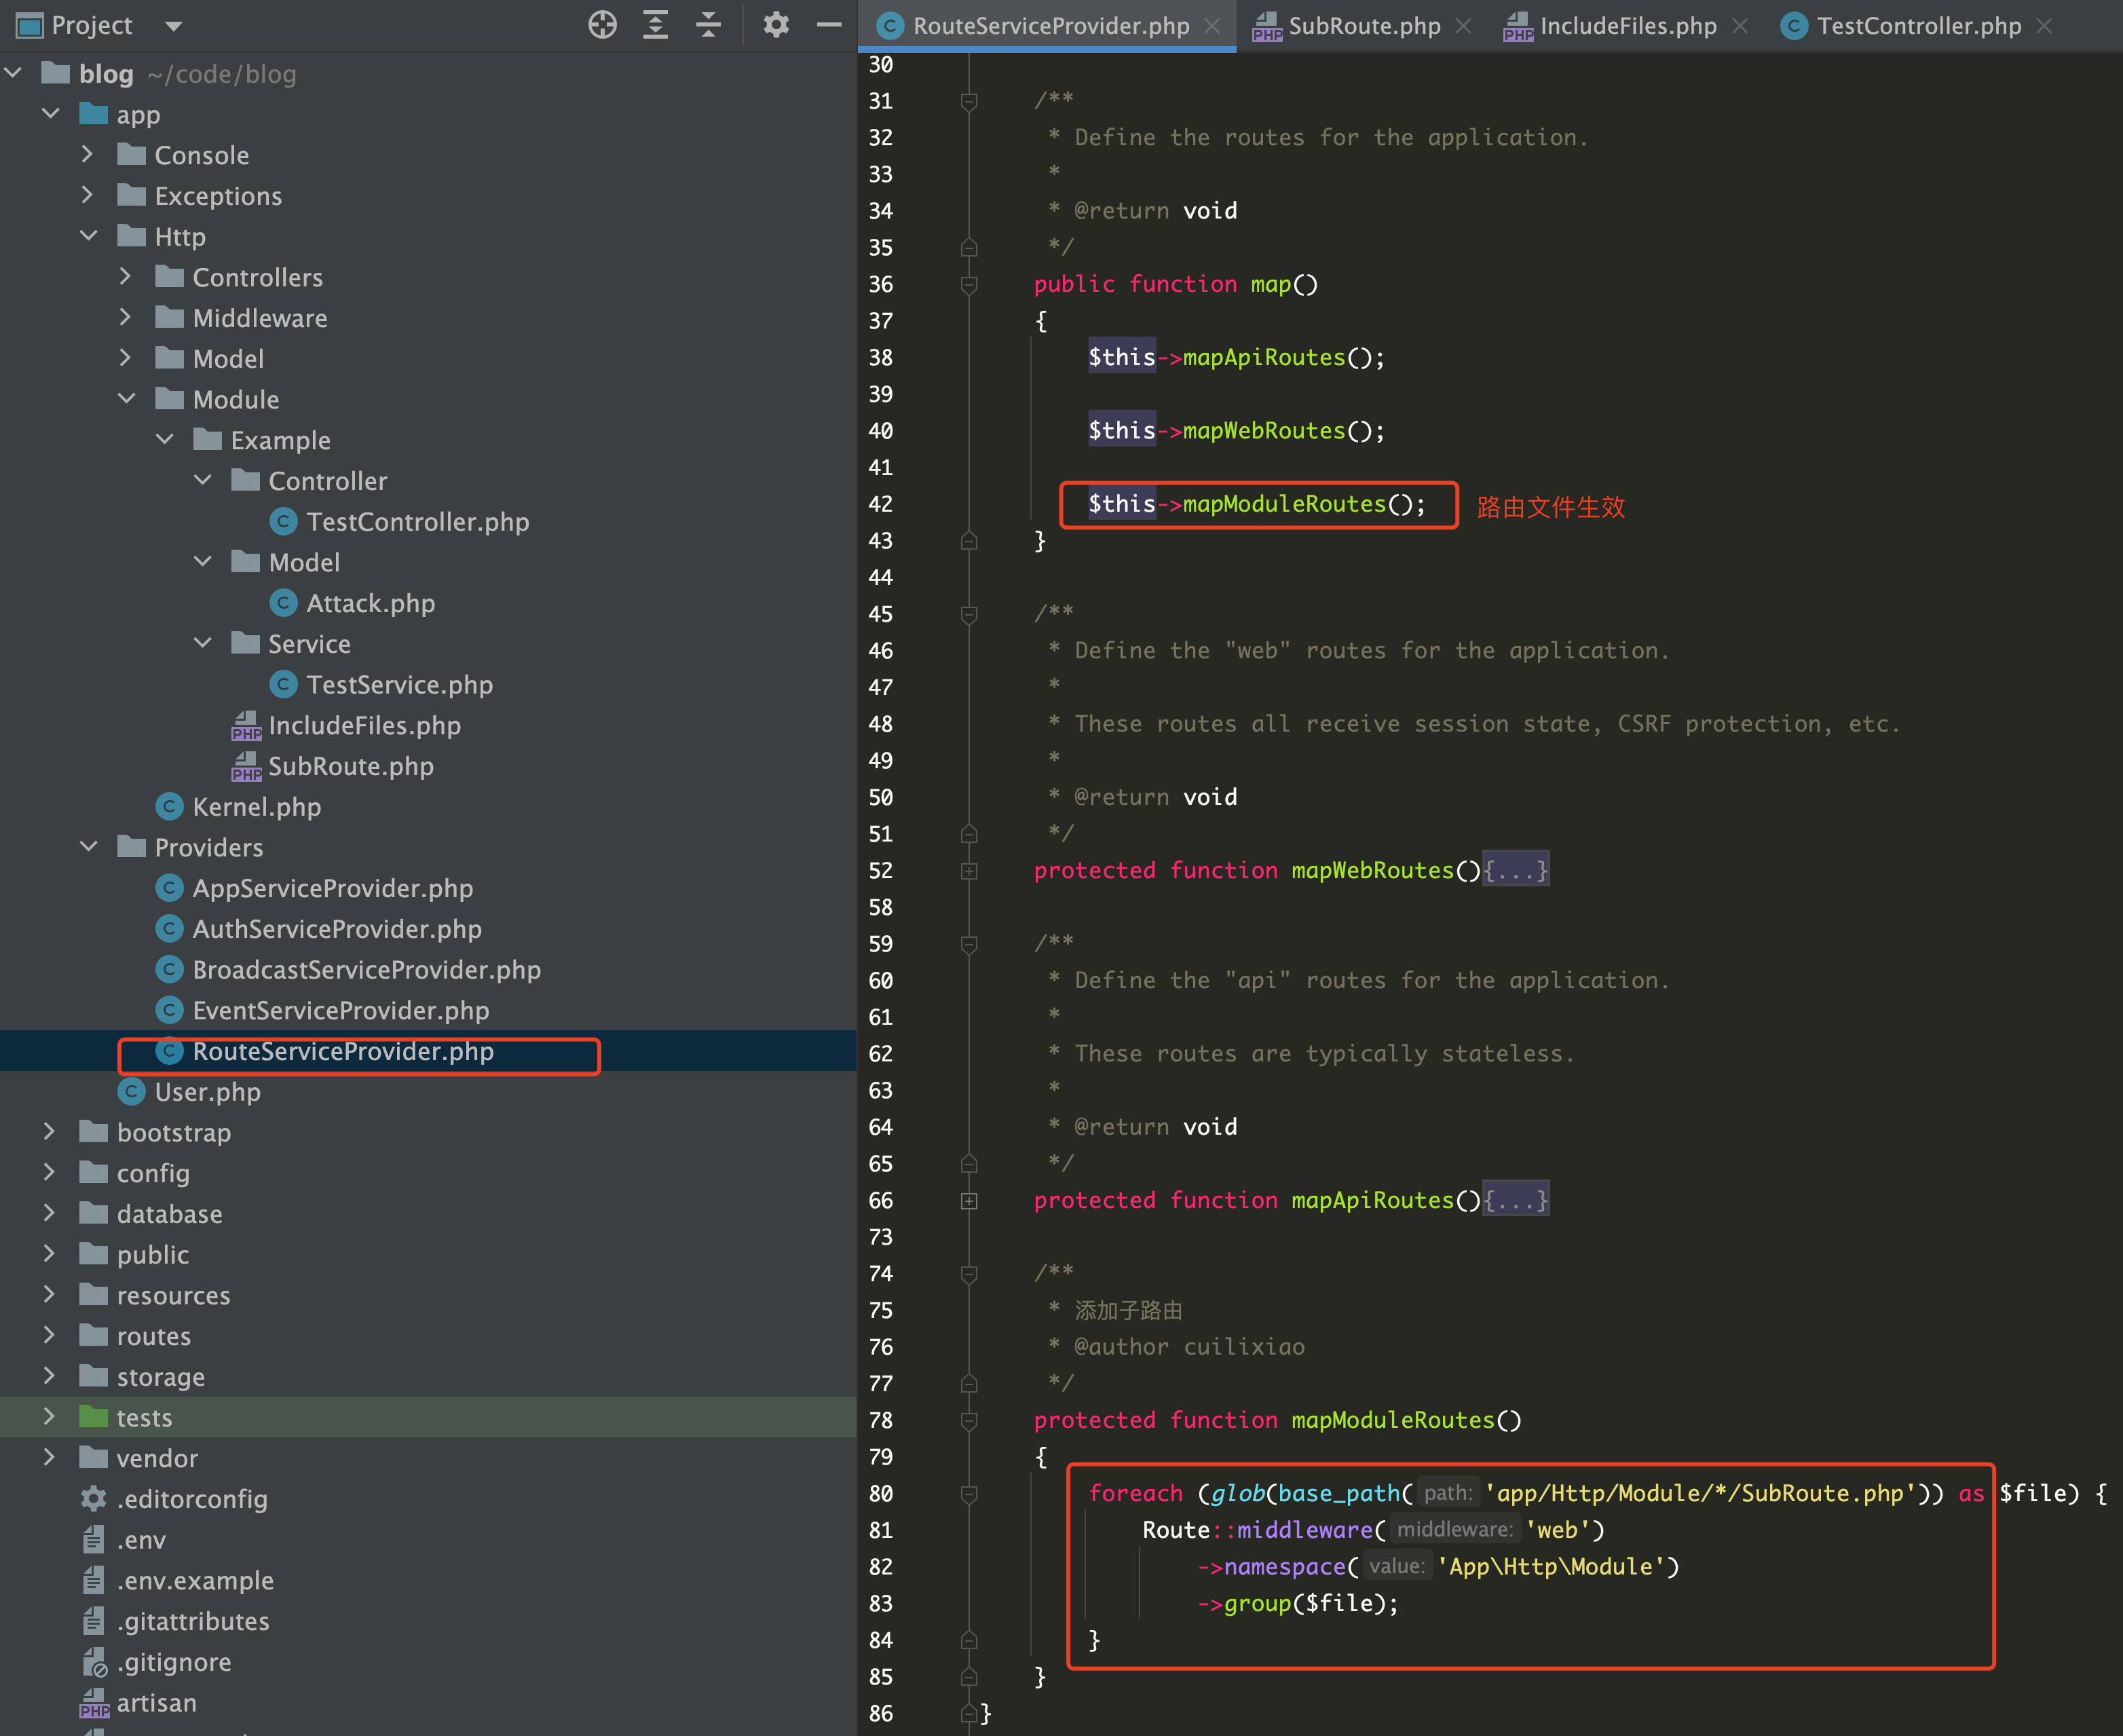 Project
blog ~/code/blog
app
Console
Exceptions
Http
Controllers
Middleware
Model
Module
Example
Controller
TestController.php
Model
Attack.php
Service
TestService.php
IncludeFiles.php
SubRoute.php
Kernel.php
Providers
AppServiceProvider.php
AuthServiceProvider.php
BroadcastServiceProvider.php
EventServiceProvider.php
RouteServiceProvider.php
User.php
bootstrap
config
database
public
resources
routes
storage
tests
vendor
.editorconfig
.env
.env.example
.gitattributes
.gitignore
artisan
RouteServiceProvider.php SubRoute.php IncludeFiles.php TestController.php
30
31 /**
32 * Define the routes for the application.
33 *
34 * @return void
35 */
36 public function map()
37 {
38 $this->mapApiRoutes();
39
40 $this->mapWebRoutes();
41
42 $this->mapModuleRoutes(); 路由文件生效
43 }
44
45 /**
46 * Define the "web" routes for the application.
47 *
48 * These routes all receive session state, CSRF protection, etc.
49 *
50 * @return void
51 */
52 protected function mapWebRoutes(){...}
58
59 /**
60 * Define the "api" routes for the application.
61 *
62 * These routes are typically stateless.
63 *
64 * @return void
65 */
66 protected function mapApiRoutes(){...}
73
74 /**
75 * 添加子路由
76 * @author cuilixiao
77 */
78 protected function mapModuleRoutes()
79 {
80 foreach (glob(base_path( path: 'app/Http/Module/*/SubRoute.php')) as $file) {
81 Route::middleware( middleware: 'web')
82 ->namespace( value: 'App\Http\Module')
83 ->group($file);
84 }
85 }
86 }